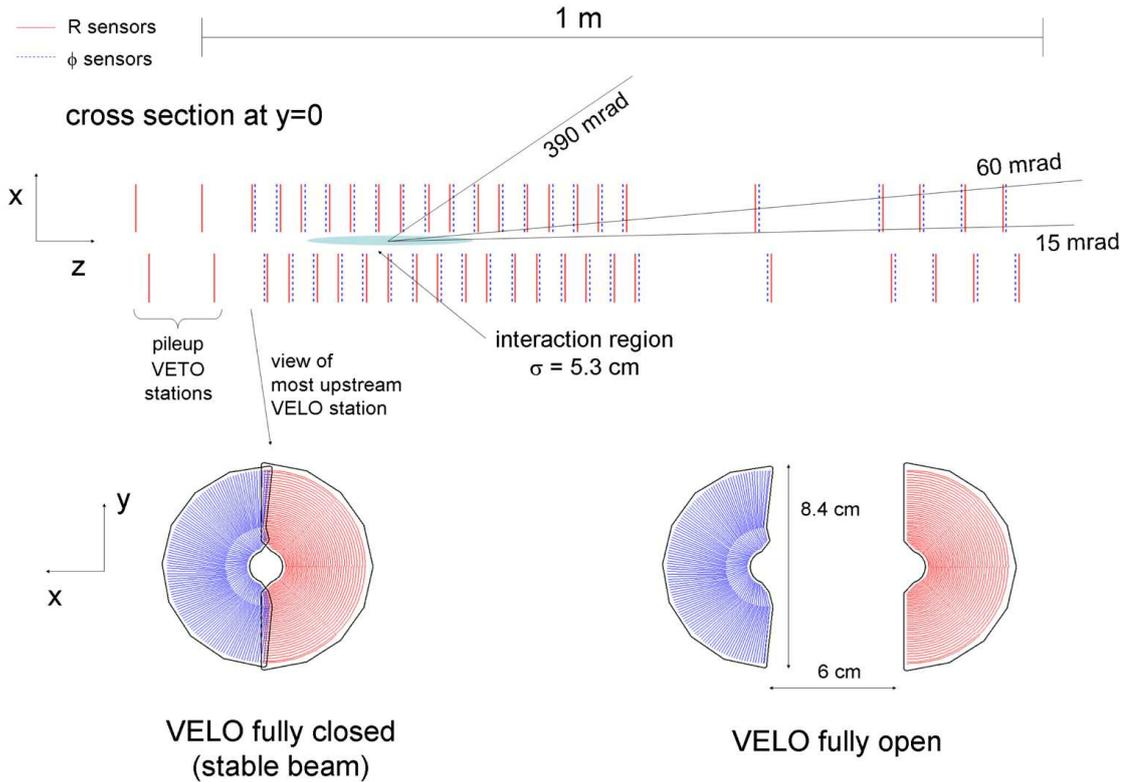 R sensors
ϕ sensors
1 m
cross section at y=0
390 mrad
60 mrad
15 mrad
x
z
pileup
VETO
stations
view of
most upstream
VELO station
interaction region
σ = 5.3 cm
y
x
8.4 cm
6 cm
VELO fully closed
(stable beam)
VELO fully open